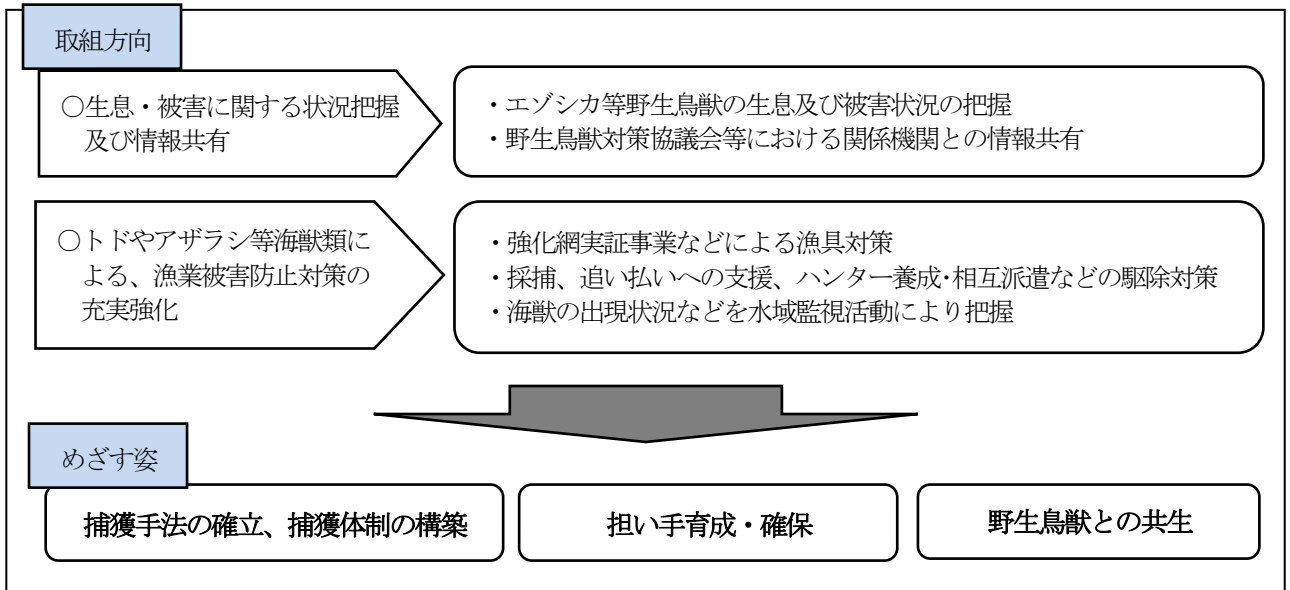 取組方向
○生息・被害に関する状況把握
及び情報共有
・エゾシカ等野生鳥獣の生息及び被害状況の把握
・野生鳥獣対策協議会等における関係機関との情報共有
○トドやアザラシ等海獣類に
よる、漁業被害防止対策の
充実強化
・強化網実証事業などによる漁具対策
・採捕、追い払いへの支援、ハンター養成・相互派遣などの駆除対策
・海獣の出現状況などを水域監視活動により把握
めざす姿
捕獲手法の確立、捕獲体制の構築
担い手育成・確保
野生鳥獣との共生